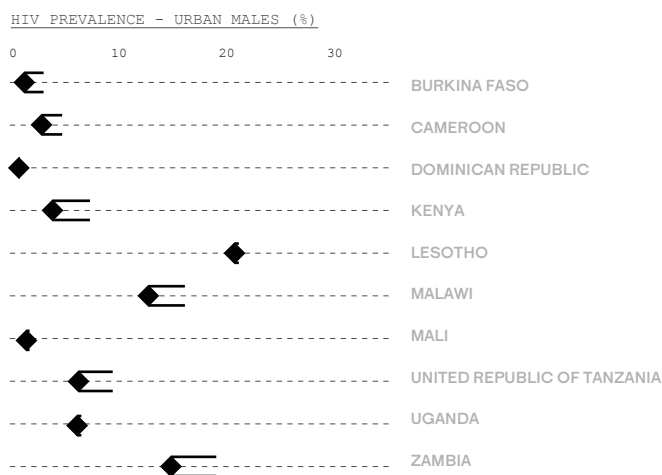 HIV PREVALENCE – URBAN MALES (%)
0 10 20 30
BURKINA FASO
CAMEROON
DOMINICAN REPUBLIC
KENYA
LESOTHO
MALAWI
MALI
UNITED REPUBLIC OF TANZANIA
UGANDA
ZAMBIA